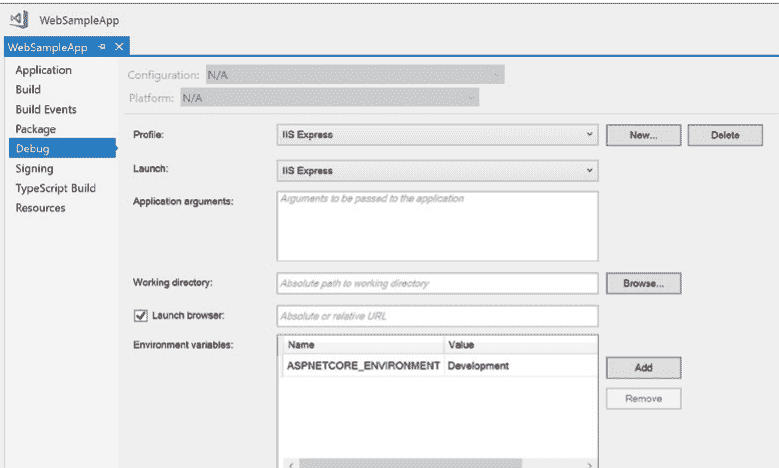 WebSampleApp
WebSampleApp
Application
Build
Build Events
Package
Debug
Signing
TypeScript Build
Resources
Configuration: N/A
Platform: N/A
Profile: IIS Express New... Delete
Launch: IIS Express
Application arguments: Arguments to be passed to the application
Working directory: Absolute path to working directory Browse...
Launch browser: Absolute or relative URL
Environment variables: Name Value
ASPNETCORE_ENVIRONMENT Development Add
Remove